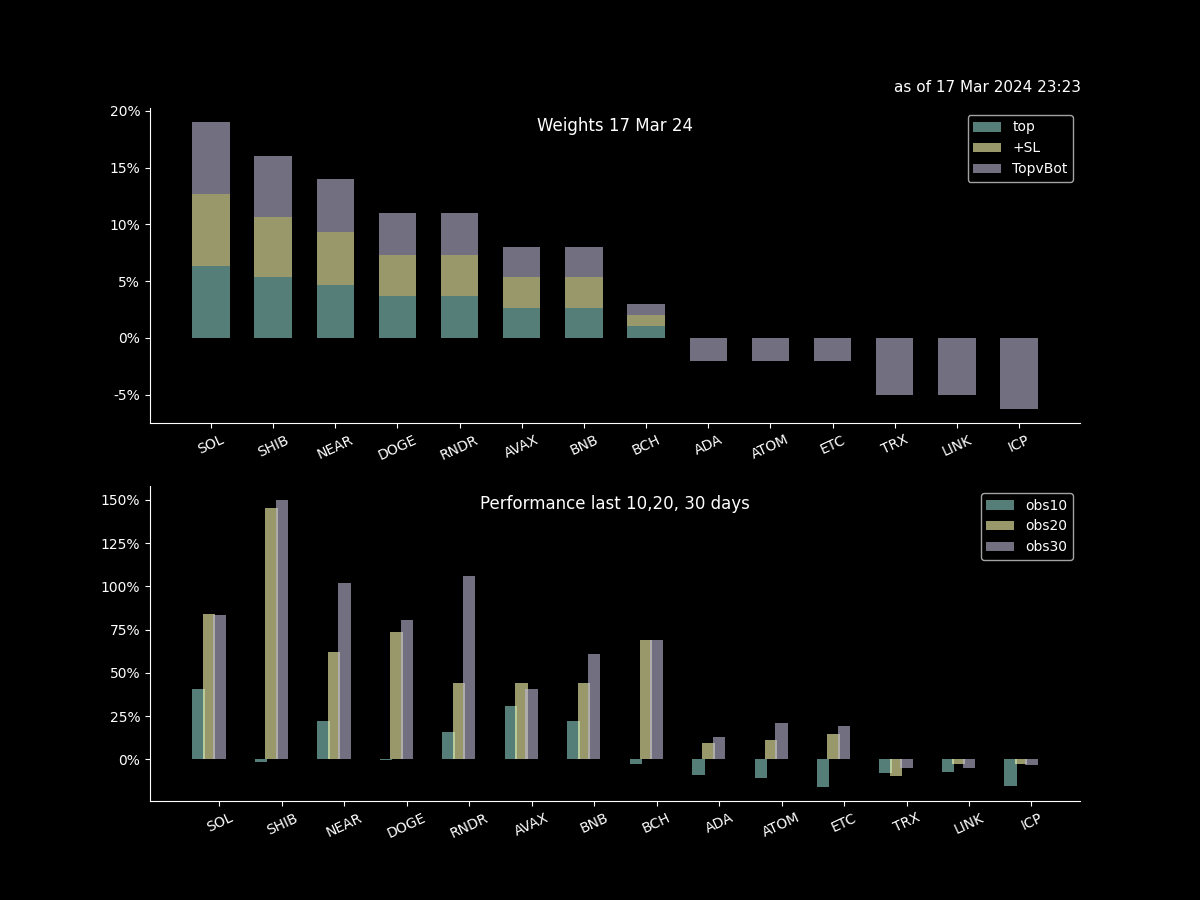 as of 17 Mar 2024 23:23
Weights 17 Mar 24
top
+SL
TopvBot
20%
15%
10%
5%
0%
-5%
SOL SHIB NEAR DOGE RNDR AVAX BNB BCH ADA ATOM ETC TRX LINK ICP
Performance last 10,20, 30 days
obs10
obs20
obs30
150%
125%
100%
75%
50%
25%
0%
SOL SHIB NEAR DOGE RNDR AVAX BNB BCH ADA ATOM ETC TRX LINK ICP